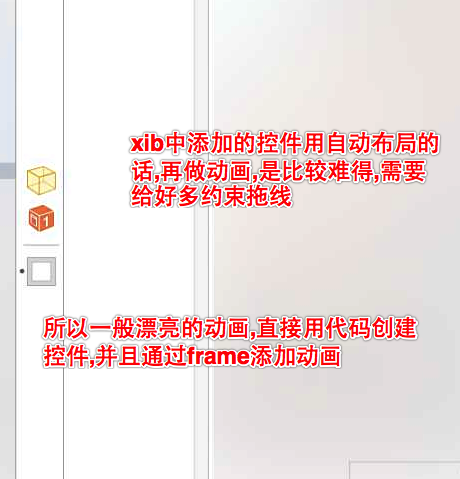 xib中添加的控件用自动布局的
话,再做动画,是比较难得,需要
给好多约束拖线
1
所以一般漂亮的动画,直接用代码创建
控件,并且通过frame添加动画